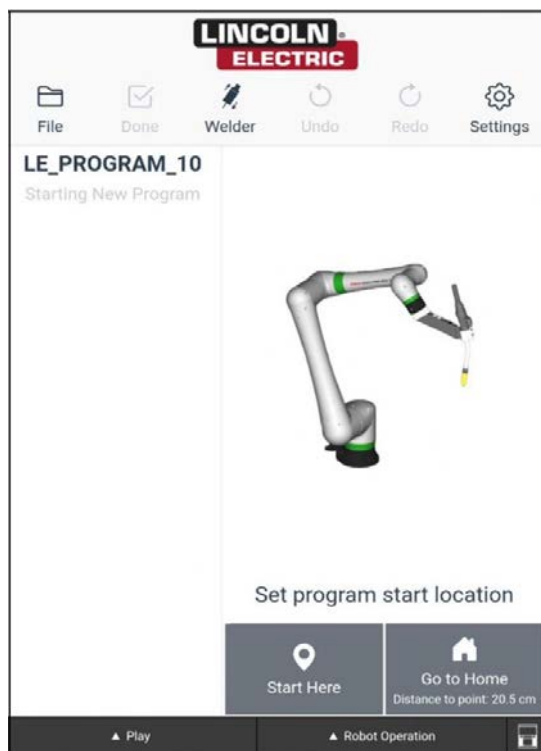 LINCOLN
ELECTRIC
File
Done
Welder
Undo
Redo
Settings
LE_PROGRAM_10
Starting New Program
Set program start location
Start Here
Go to Home
Distance to point: 20.5 cm
▲ Play
▲ Robot Operation